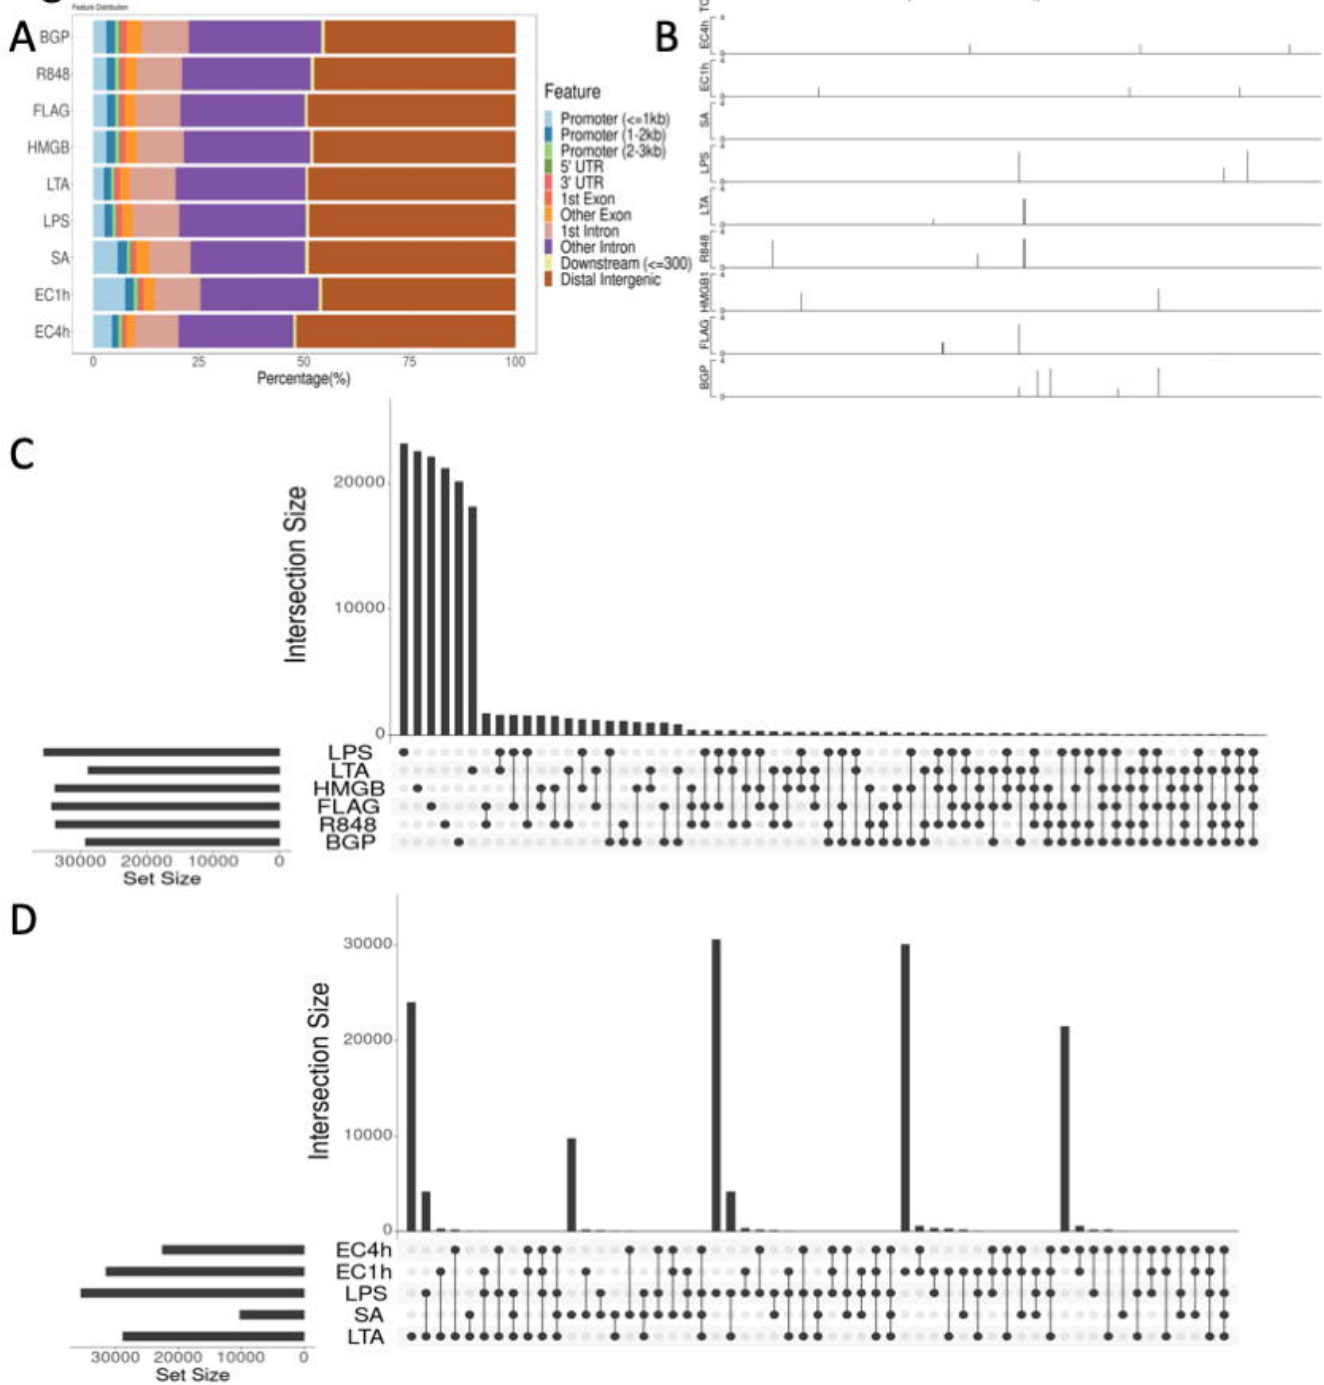 A
Feature Distribution
BGP
R848
FLAG
HMGB
LTA
LPS
SA
EC1h
EC4h
0 25 50 75 100
Percentage(%)
Feature
Promoter (<=1kb)
Promoter (1-2kb)
Promoter (2-3kb)
5' UTR
3' UTR
1st Exon
Other Exon
1st Intron
Other Intron
Downstream (<=300)
Distal Intergenic
B
EC4h
EC1h
SA
LPS
LTA
R848
HMGB1
FLAG
BGP
C
Intersection Size
20000
10000
0
LPS
LTA
HMGB
FLAG
R848
BGP
30000 20000 10000 0
Set Size
D
Intersection Size
30000
20000
10000
0
EC4h
EC1h
LPS
SA
LTA
30000 20000 10000 0
Set Size